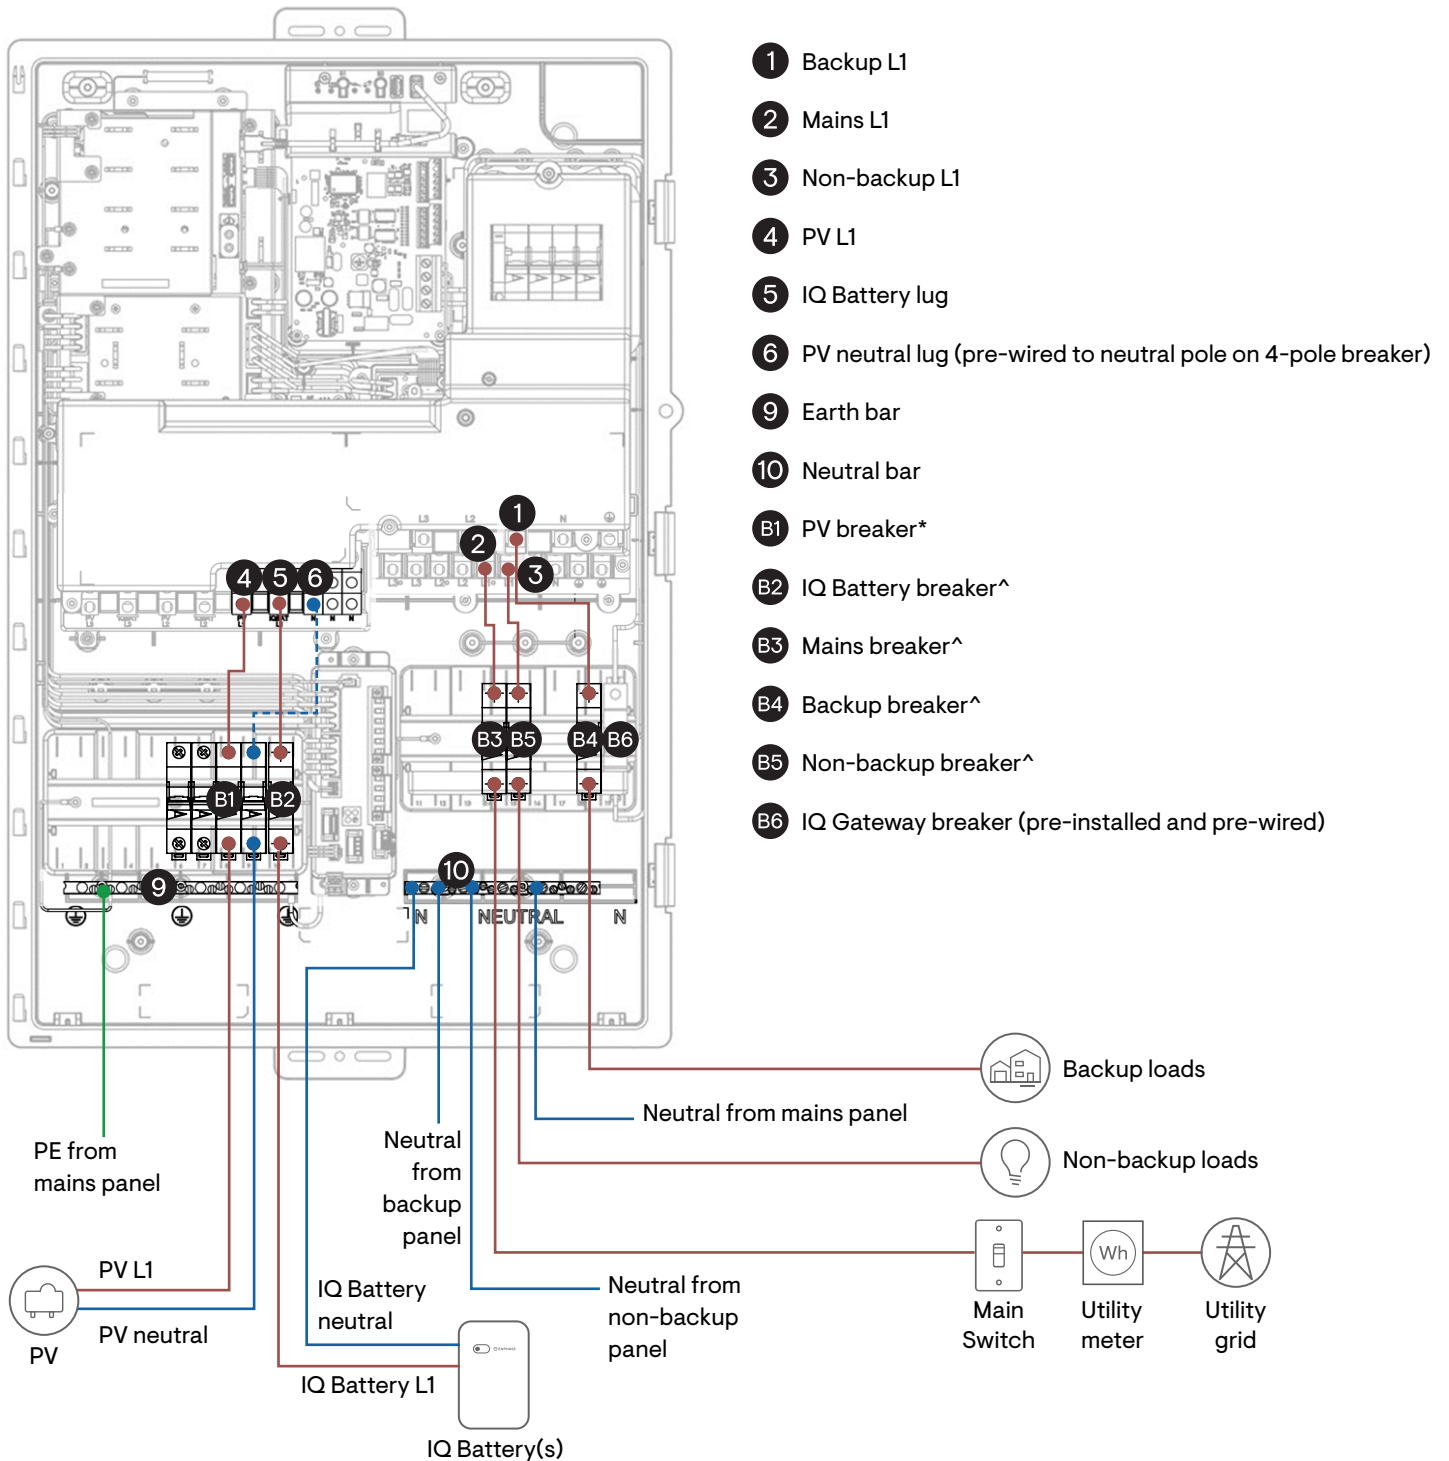 1 Backup L1
2 Mains L1
3 Non-backup L1
4 PV L1
5 IQ Battery lug
6 PV neutral lug (pre-wired to neutral pole on 4-pole breaker)
9 Earth bar
10 Neutral bar
B1 PV breaker*
B2 IQ Battery breaker^
B3 Mains breaker^
B4 Backup breaker^
B5 Non-backup breaker^
B6 IQ Gateway breaker (pre-installed and pre-wired)
L3 L2 1 N
2
3
4 5 6
N N N
B3 B5 B4 B6
B1 B2
9
10
N NEUTRAL N
Backup loads
Neutral from mains panel
Non-backup loads
PE from
mains panel
Neutral
from
backup
panel
Wh
Main
Switch
Utility
meter
Utility
grid
PV L1
PV neutral
PV
IQ Battery
neutral
Neutral from
non-backup
panel
ENPHASE
IQ Battery L1
IQ Battery(s)